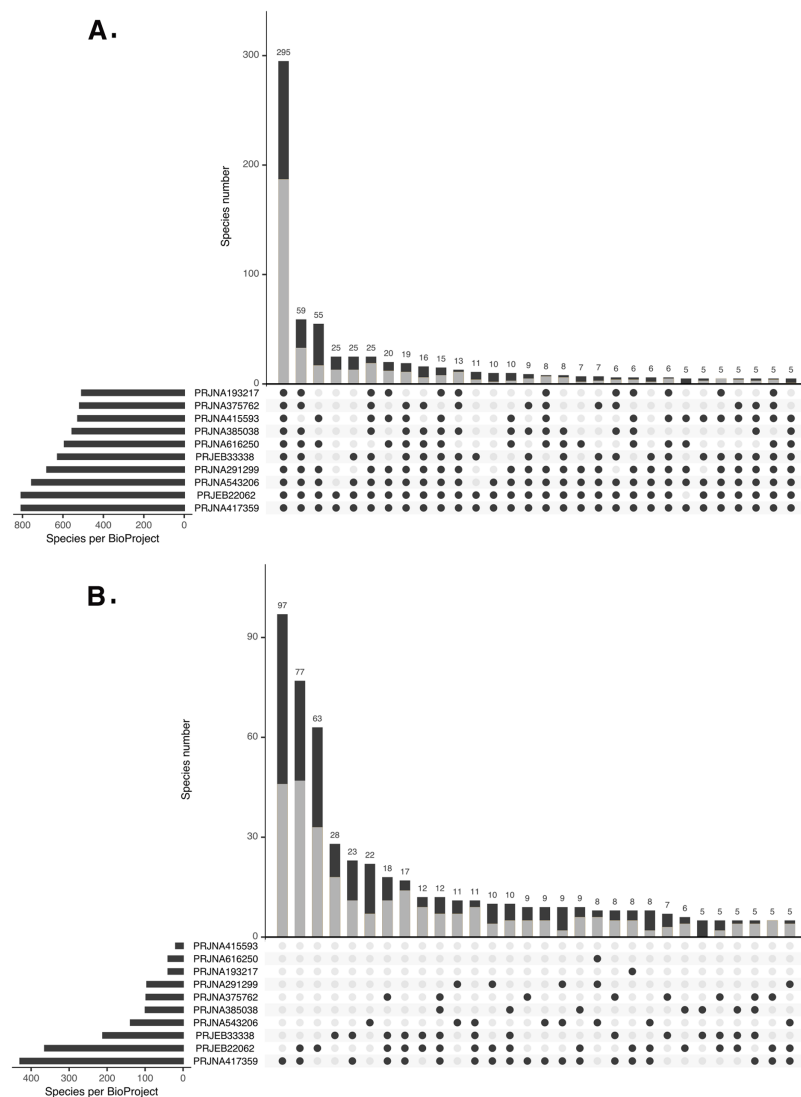 A.
295
300
200
100
0
Species number
59 55 25 25 25 20 19 16 15 13 11 10 10 9 8 8 7 7 6 6 6 6 5 5 5 5 5 5 5
PRJNA193217
PRJNA375762
PRJNA415593
PRJNA385038
PRJNA616250
PRJEB33338
PRJNA291299
PRJNA543206
PRJEB22062
PRJNA417359
800 600 400 200 0
Species per BioProject
B.
97
90
60
30
0
Species number
77
63
28 23 22 18 17 12 12 11 11 10 10 9 9 9 9 8 8 8 8 7 6 5 5 5 5 5 5
PRJNA415593
PRJNA616250
PRJNA193217
PRJNA291299
PRJNA375762
PRJNA385038
PRJNA543206
PRJEB33338
PRJEB22062
PRJNA417359
400 300 200 100 0
Species per BioProject